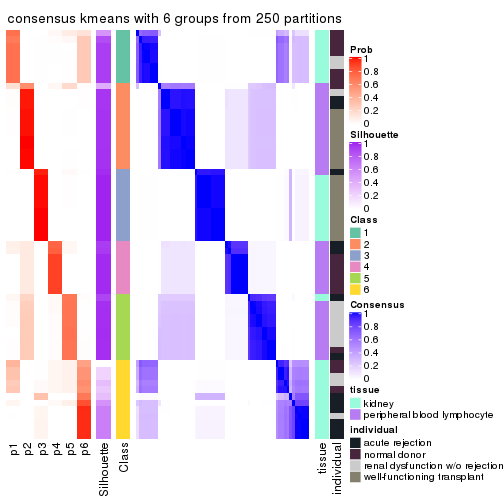 consensus kmeans with 6 groups from 250 partitions
Prob
1
0.8
0.6
0.4
0.2
0
Silhouette
1
0.8
0.6
0.4
0.2
0
Class
1
2
3
4
5
6
Consensus
1
0.8
0.6
0.4
0.2
0
tissue
kidney
peripheral blood lymphocyte
individual
acute rejection
normal donor
renal dysfunction w/o rejection
well-functioning transplant
p1
p2
p3
p4
p5
p6
Silhouette
Class
tissue
individual